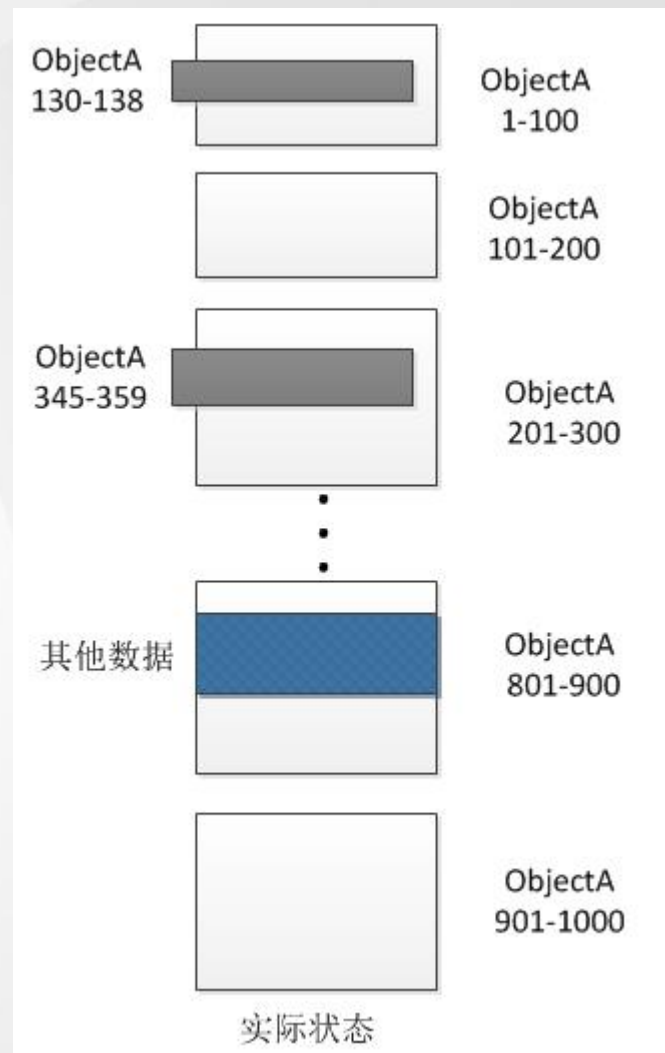 ObjectA
130-138
ObjectA
1-100
ObjectA
101-200
ObjectA
345-359
ObjectA
201-300
其他数据
ObjectA
801-900
ObjectA
901-1000
实际状态